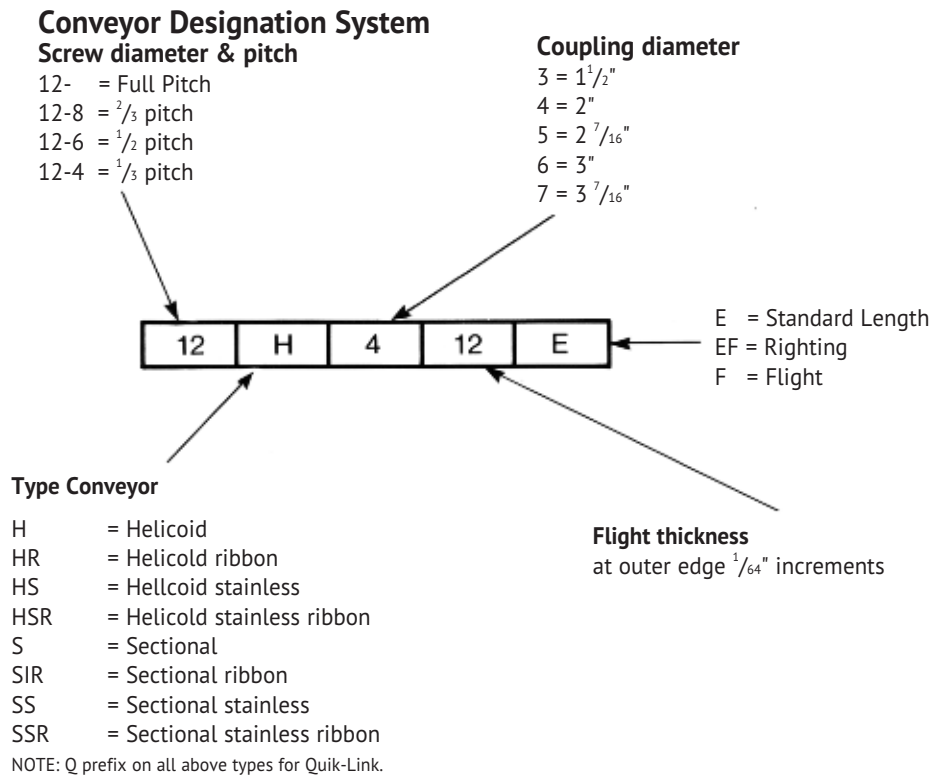 Conveyor Designation System
Screw diameter & pitch
12- = Full Pitch
12-8 = 2/3 pitch
12-6 = 1/2 pitch
12-4 = 1/3 pitch
Coupling diameter
3 = 1 1/2"
4 = 2"
5 = 2 7/16"
6 = 3"
7 = 3 7/16"
12 H 4 12 E
E = Standard Length
EF = Righting
F = Flight
Type Conveyor
H = Helicoid
HR = Helicold ribbon
HS = Hellcoid stainless
HSR = Helicold stainless ribbon
S = Sectional
SIR = Sectional ribbon
SS = Sectional stainless
SSR = Sectional stainless ribbon
NOTE: Q prefix on all above types for Quik-Link.
Flight thickness
at outer edge 1/64" increments